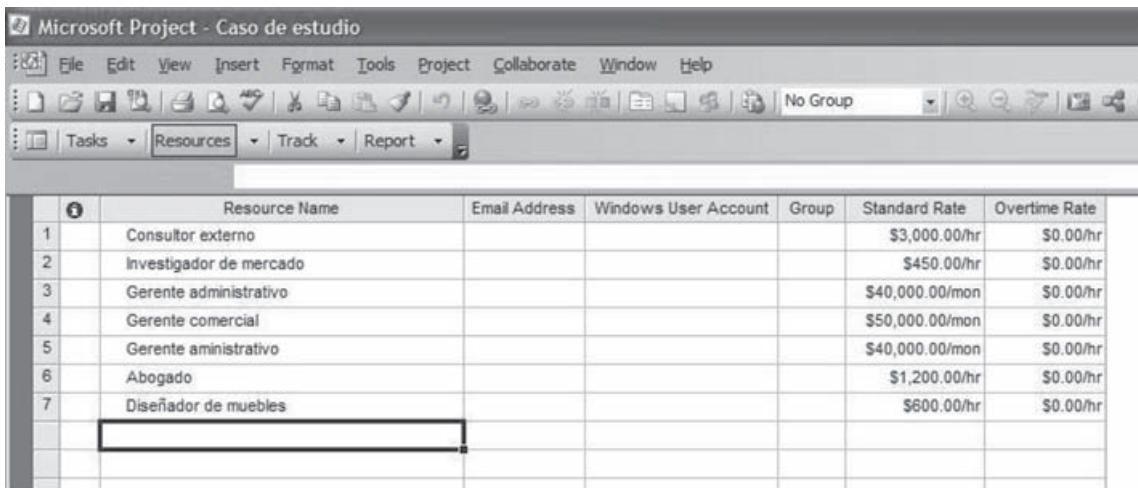 Microsoft Project - Caso de estudio
File Edit View Insert Format Tools Project Collaborate Window Help
ABC No Group
Tasks Resources Track Report
Resource Name Email Address Windows User Account Group Standard Rate Overtime Rate
1 Consultor externo $3,000.00/hr $0.00/hr
2 Investigador de mercado $450.00/hr $0.00/hr
3 Gerente administrativo $40,000.00/mon $0.00/hr
4 Gerente comercial $50,000.00/mon $0.00/hr
5 Gerente aministrativo $40,000.00/mon $0.00/hr
6 Abogado $1,200.00/hr $0.00/hr
7 Diseñador de muebles $600.00/hr $0.00/hr